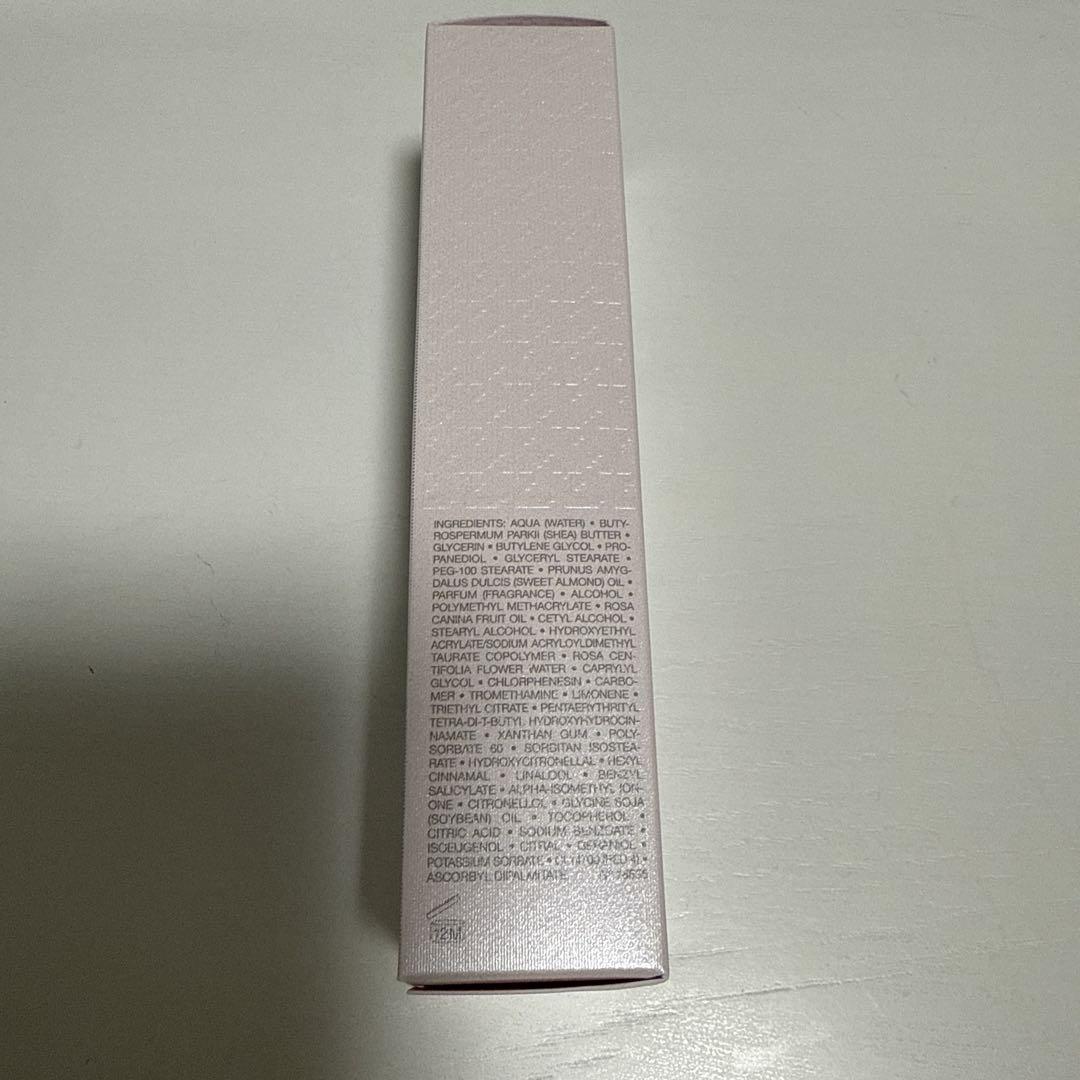 INGREDIENTS: AQUA (WATER) • BUTY-
ROSPERMUM PARKII (SHEA) BUTTER •
GLYCERIN • BUTYLENE GLYCOL • PRO-
PANEDIOL • GLYCERYL STEARATE •
PEG-100 STEARATE • PRUNUS AMYG-
DALUS DULCIS (SWEET ALMOND) OIL •
PARFUM (FRAGRANCE) • ALCOHOL •
POLYMETHYL METHACRYLATE • ROSA
CANINA FRUIT OIL • CETYL ALCOHOL •
STEARYL ALCOHOL • HYDROXYETHYL
ACRYLATE/SODIUM ACRYLOYLDIMETHYL
TAURATE COPOLYMER • ROSA CEN-
TIFOLIA FLOWER WATER • CAPRYLYL
GLYCOL • CHLORPHENESIN • CARBO-
MER • TROMETHAMINE • LIMONENE •
TRIETHYL CITRATE • PENTAERYTHRITYL
TETRA-DI-T-BUTYL HYDROXYHYDROCIN-
NAMATE • XANTHAN GUM • POLY-
SORBATE 60 • SORBITAN ISOSTEA-
RATE • HYDROXYCITRONELLAL • HEXYL
CINNAMAL • LINALOOL • BENZYL
SALICYLATE • ALPHA-ISOMETHYL ION-
ONE • CITRONELLOL • GLYCINE SOJA
(SOYBEAN) OIL • TOCOPHEROL •
CITRIC ACID • SODIUM BENZOATE •
ISOEUGENOL • CITRAL • GERANIOL •
POTASSIUM SORBATE • (RED 4) •
ASCORBYL DIPALMITATE
12M